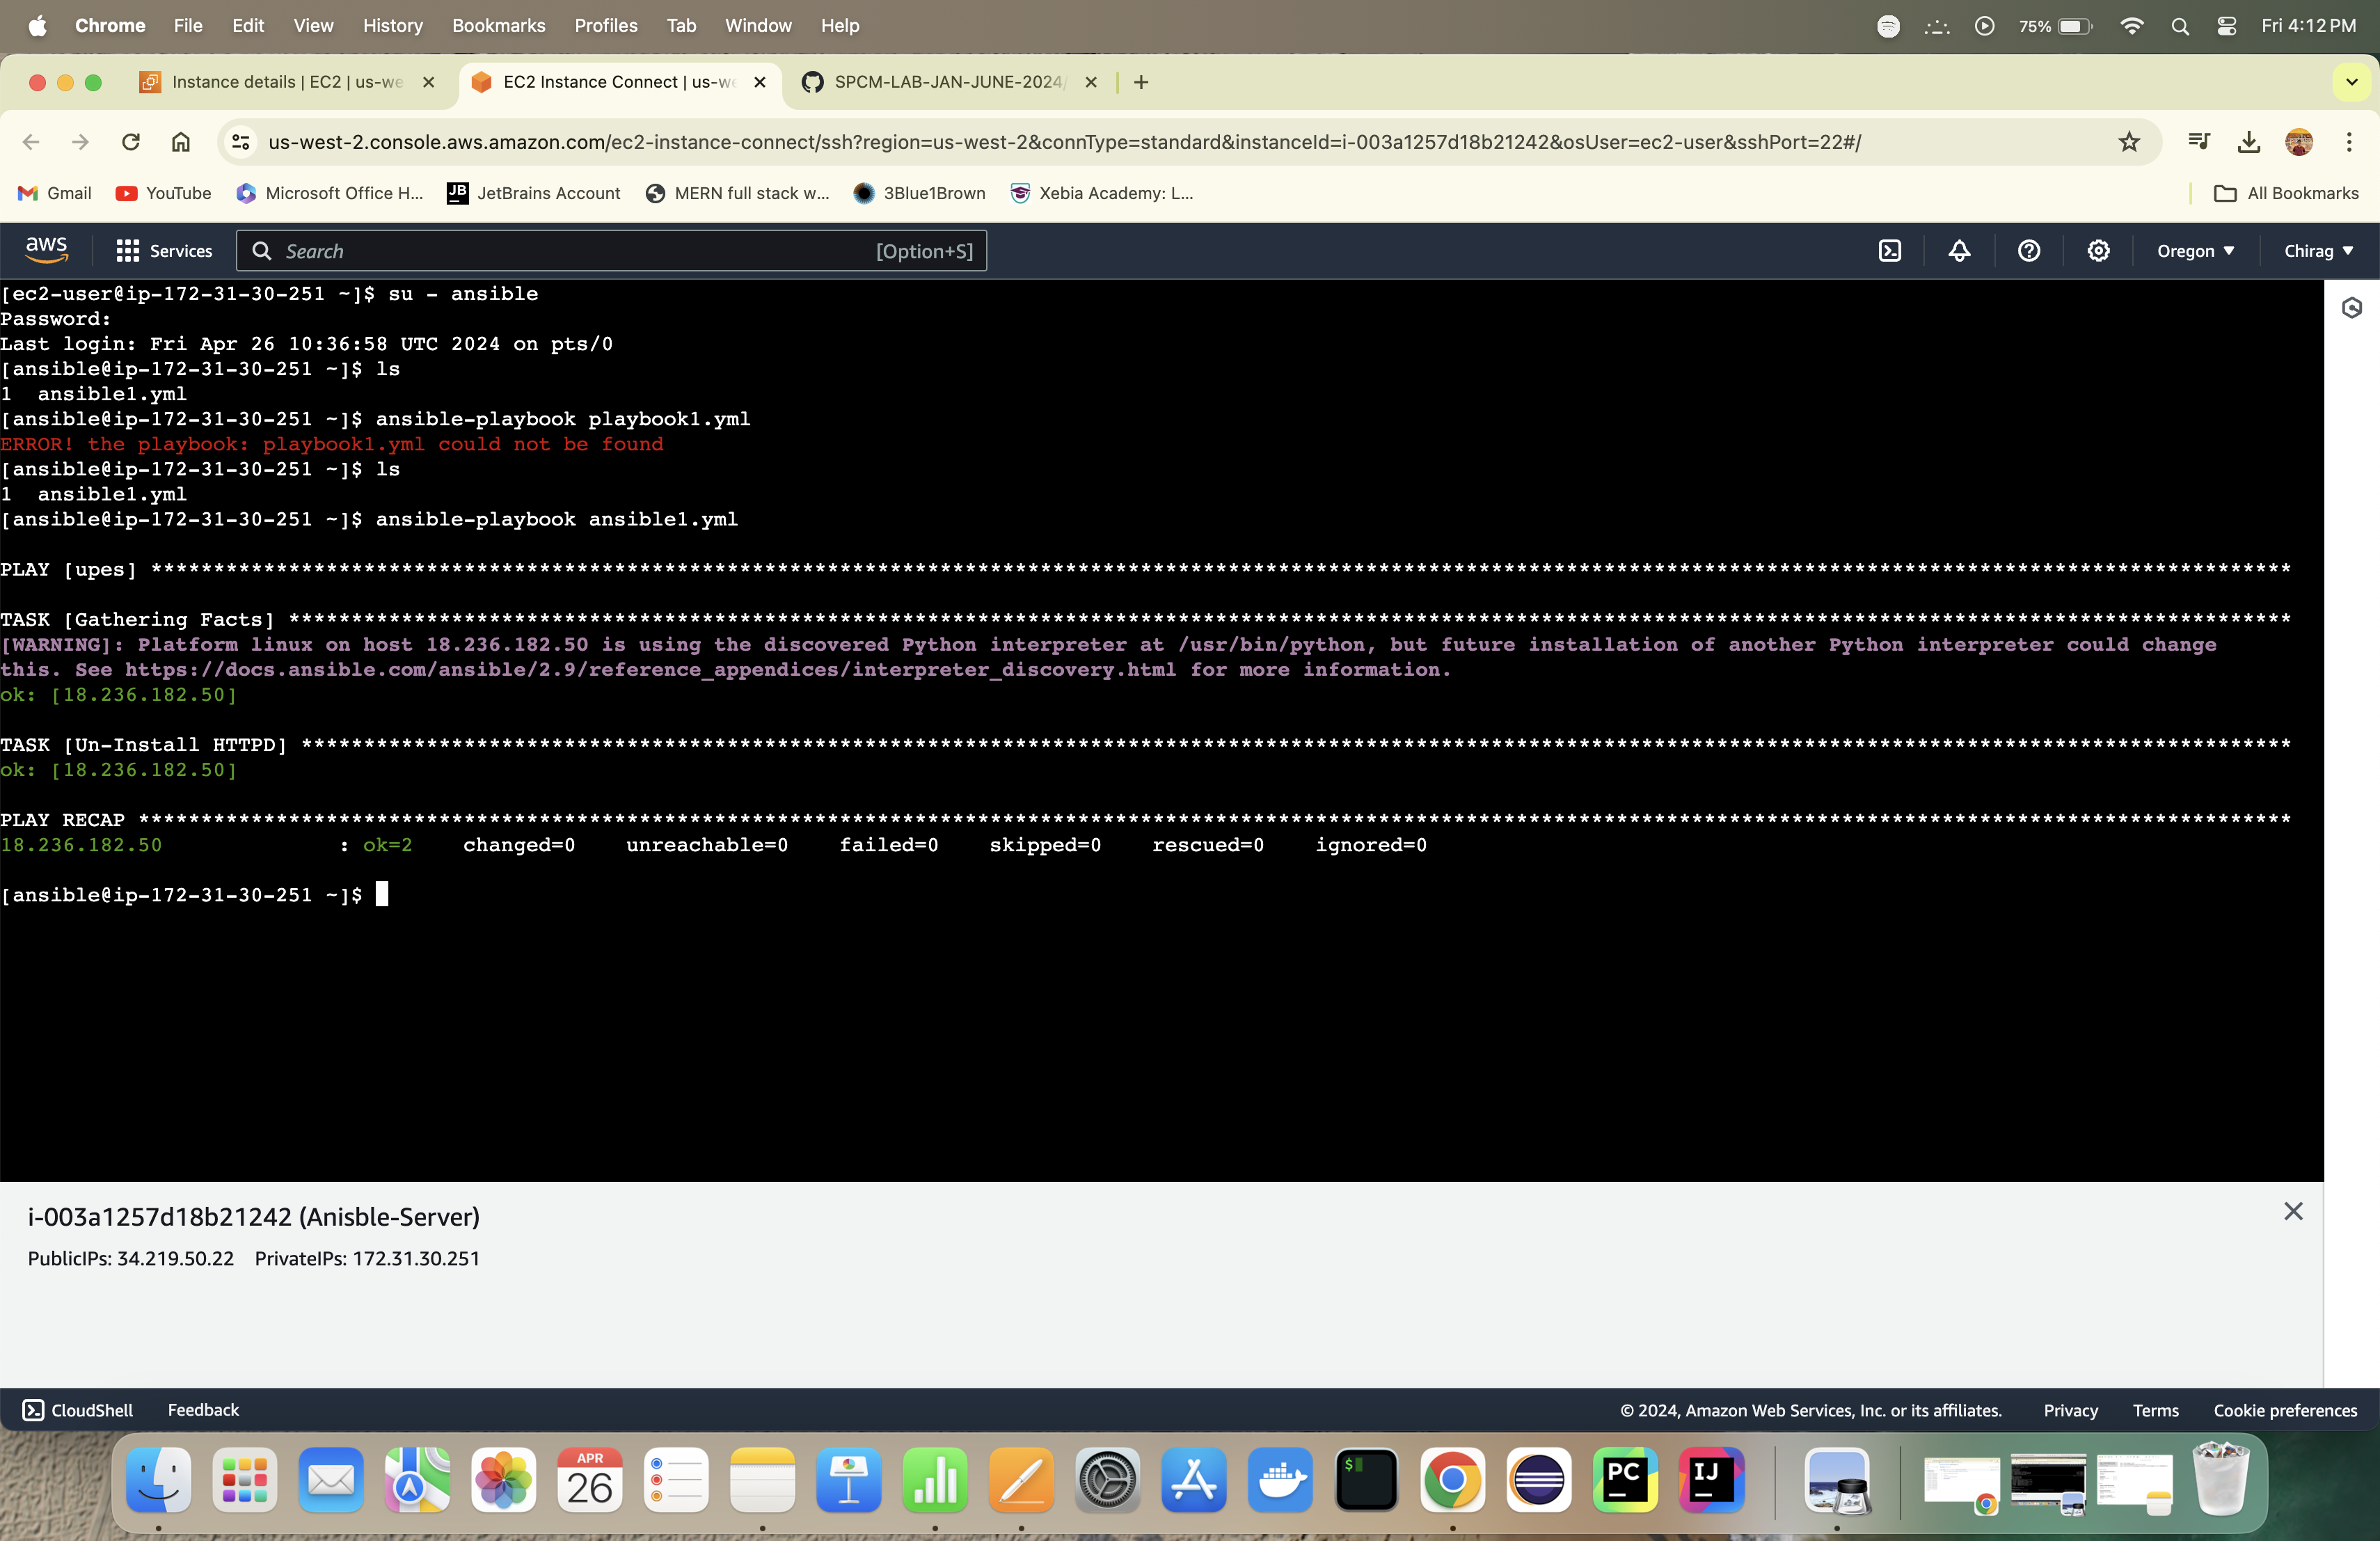 Chrome File Edit View History Bookmarks Profiles Tab Window Help 75% Fri 4:12 PM
Instance details | EC2 | us-we EC2 Instance Connect | us-we SPCM-LAB-JAN-JUNE-2024/
us-west-2.console.aws.amazon.com/ec2-instance-connect/ssh?region=us-west-2&connType=standard&instanceId=i-003a1257d18b21242&osUser=ec2-user&sshPort=22#/
Gmail YouTube Microsoft Office H... JB JetBrains Account MERN full stack w... 3Blue1Brown Xebia Academy: L... All Bookmarks
aws Services Search [Option+S] Oregon Chirag
[ec2-user@ip-172-31-30-251 ~]$ su - ansible
Password:
Last login: Fri Apr 26 10:36:58 UTC 2024 on pts/0
[ansible@ip-172-31-30-251 ~]$ ls
1  ansible1.yml
[ansible@ip-172-31-30-251 ~]$ ansible-playbook playbook1.yml
ERROR! the playbook: playbook1.yml could not be found
[ansible@ip-172-31-30-251 ~]$ ls
1  ansible1.yml
[ansible@ip-172-31-30-251 ~]$ ansible-playbook ansible1.yml
PLAY [upes] ***************************************************************************************************************************************************************************
TASK [Gathering Facts] ****************************************************************************************************************************************************************
[WARNING]: Platform linux on host 18.236.182.50 is using the discovered Python interpreter at /usr/bin/python, but future installation of another Python interpreter could change
this. See https://docs.ansible.com/ansible/2.9/reference_appendices/interpreter_discovery.html for more information.
ok: [18.236.182.50]
TASK [Un-Install HTTPD] ***************************************************************************************************************************************************************
ok: [18.236.182.50]
PLAY RECAP ****************************************************************************************************************************************************************************
18.236.182.50              : ok=2    changed=0    unreachable=0    failed=0    skipped=0    rescued=0    ignored=0
[ansible@ip-172-31-30-251 ~]$
i-003a1257d18b21242 (Anisble-Server)
PublicIPs: 34.219.50.22 PrivateIPs: 172.31.30.251
CloudShell Feedback © 2024, Amazon Web Services, Inc. or its affiliates. Privacy Terms Cookie preferences
APR
26
$
PC
IJ